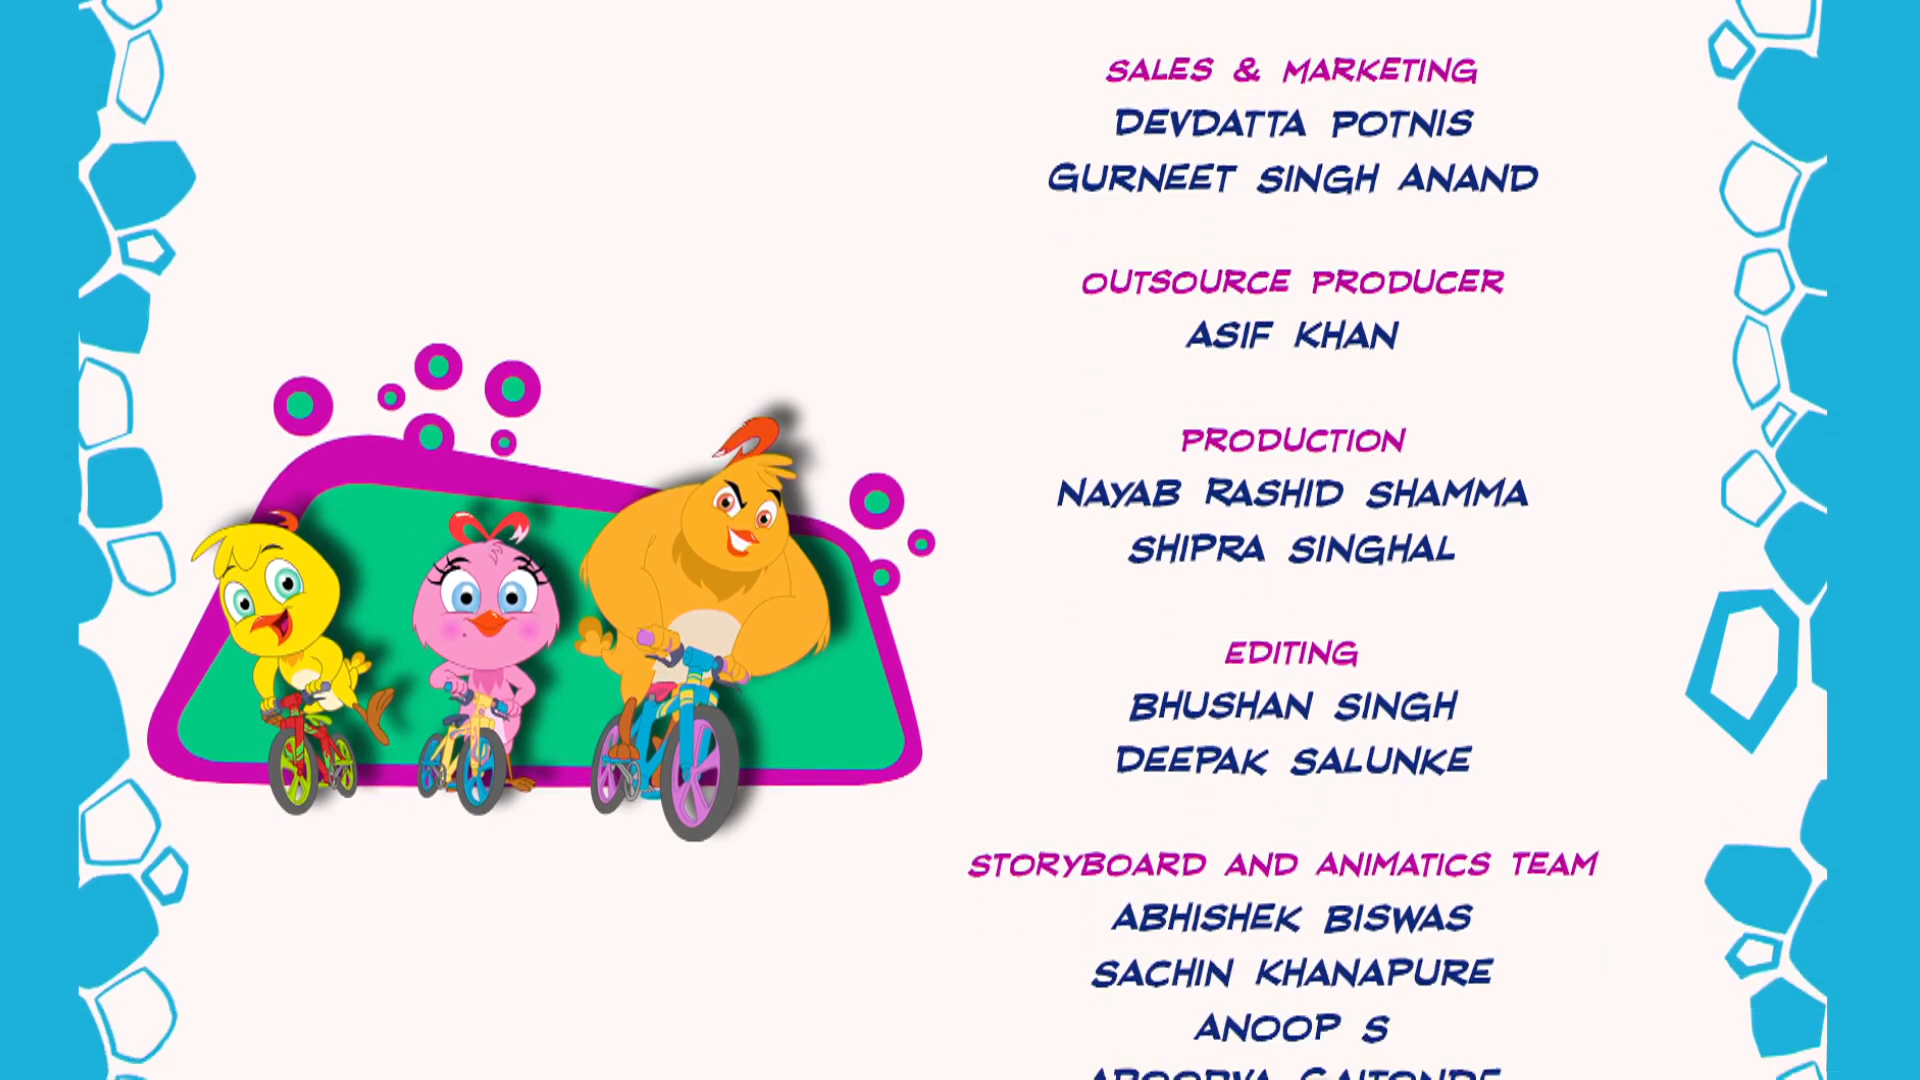 SALES & MARKETING
DEVDATTA POTNIS
GURNEET SINGH ANAND
OUTSOURCE PRODUCER
ASIF KHAN
PRODUCTION
NAYAB RASHID SHAMMA
SHIPRA SINGHAL
EDITING
BHUSHAN SINGH
DEEPAK SALUNKE
STORYBOARD AND ANIMATICS TEAM
ABHISHEK BISWAS
SACHIN KHANAPURE
ANOOP S